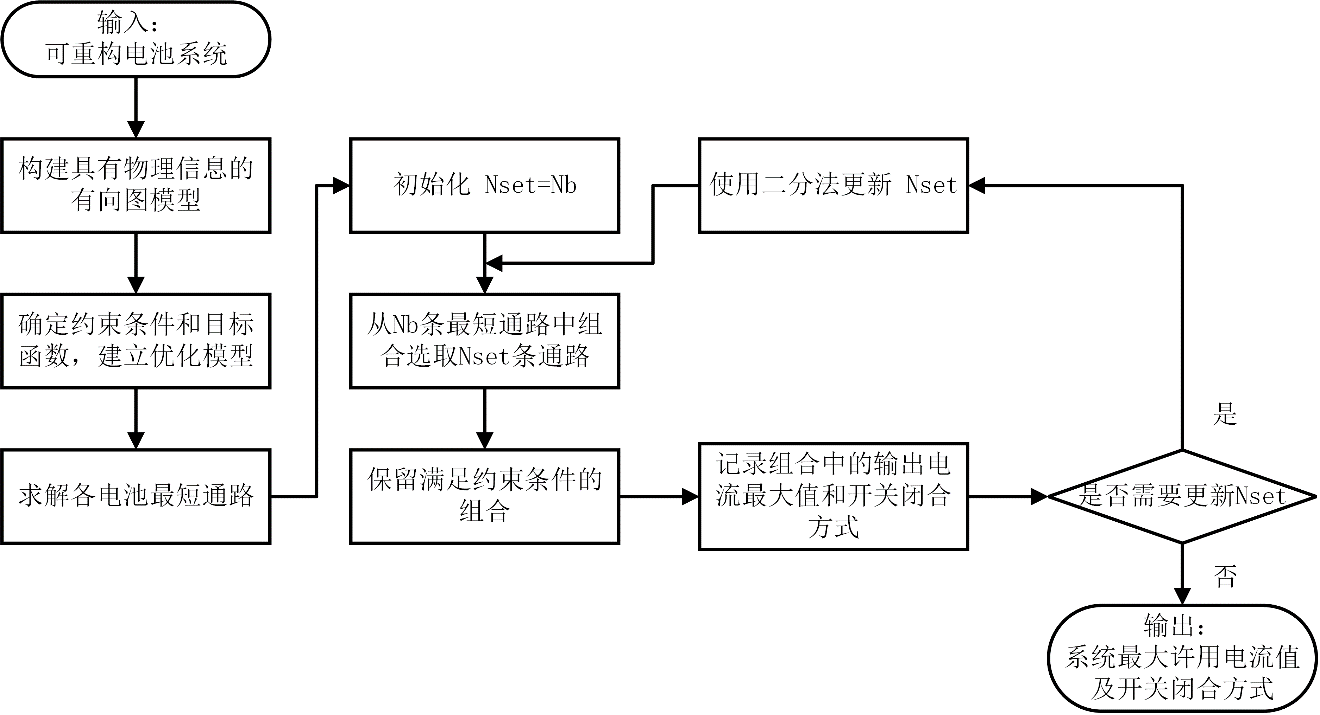 输入：
可重构电池系统
构建具有物理信息的
有向图模型
确定约束条件和目标
函数，建立优化模型
求解各电池最短通路
初始化 Nset=Nb
从Nb条最短通路中组
合选取Nset条通路
保留满足约束条件的
组合
使用二分法更新 Nset
记录组合中的输出电
流最大值和开关闭合
方式
是否需要更新Nset
是
否
输出：
系统最大许用电流值
及开关闭合方式